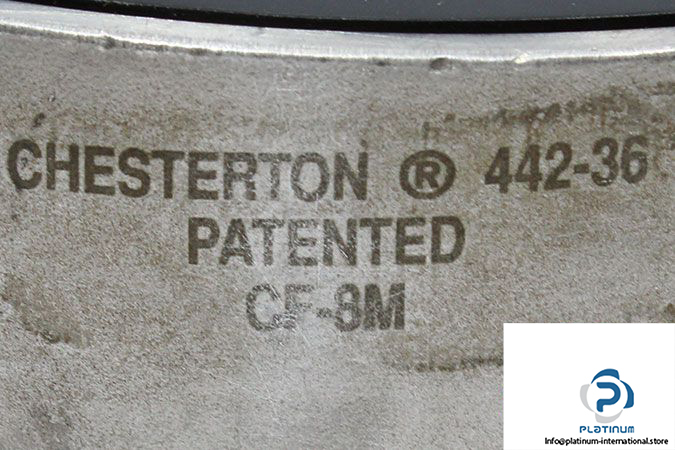 CHESTERTON ® 442-36
PATENTED
CF-8M
PLATINUM
Info@platinum-international.store